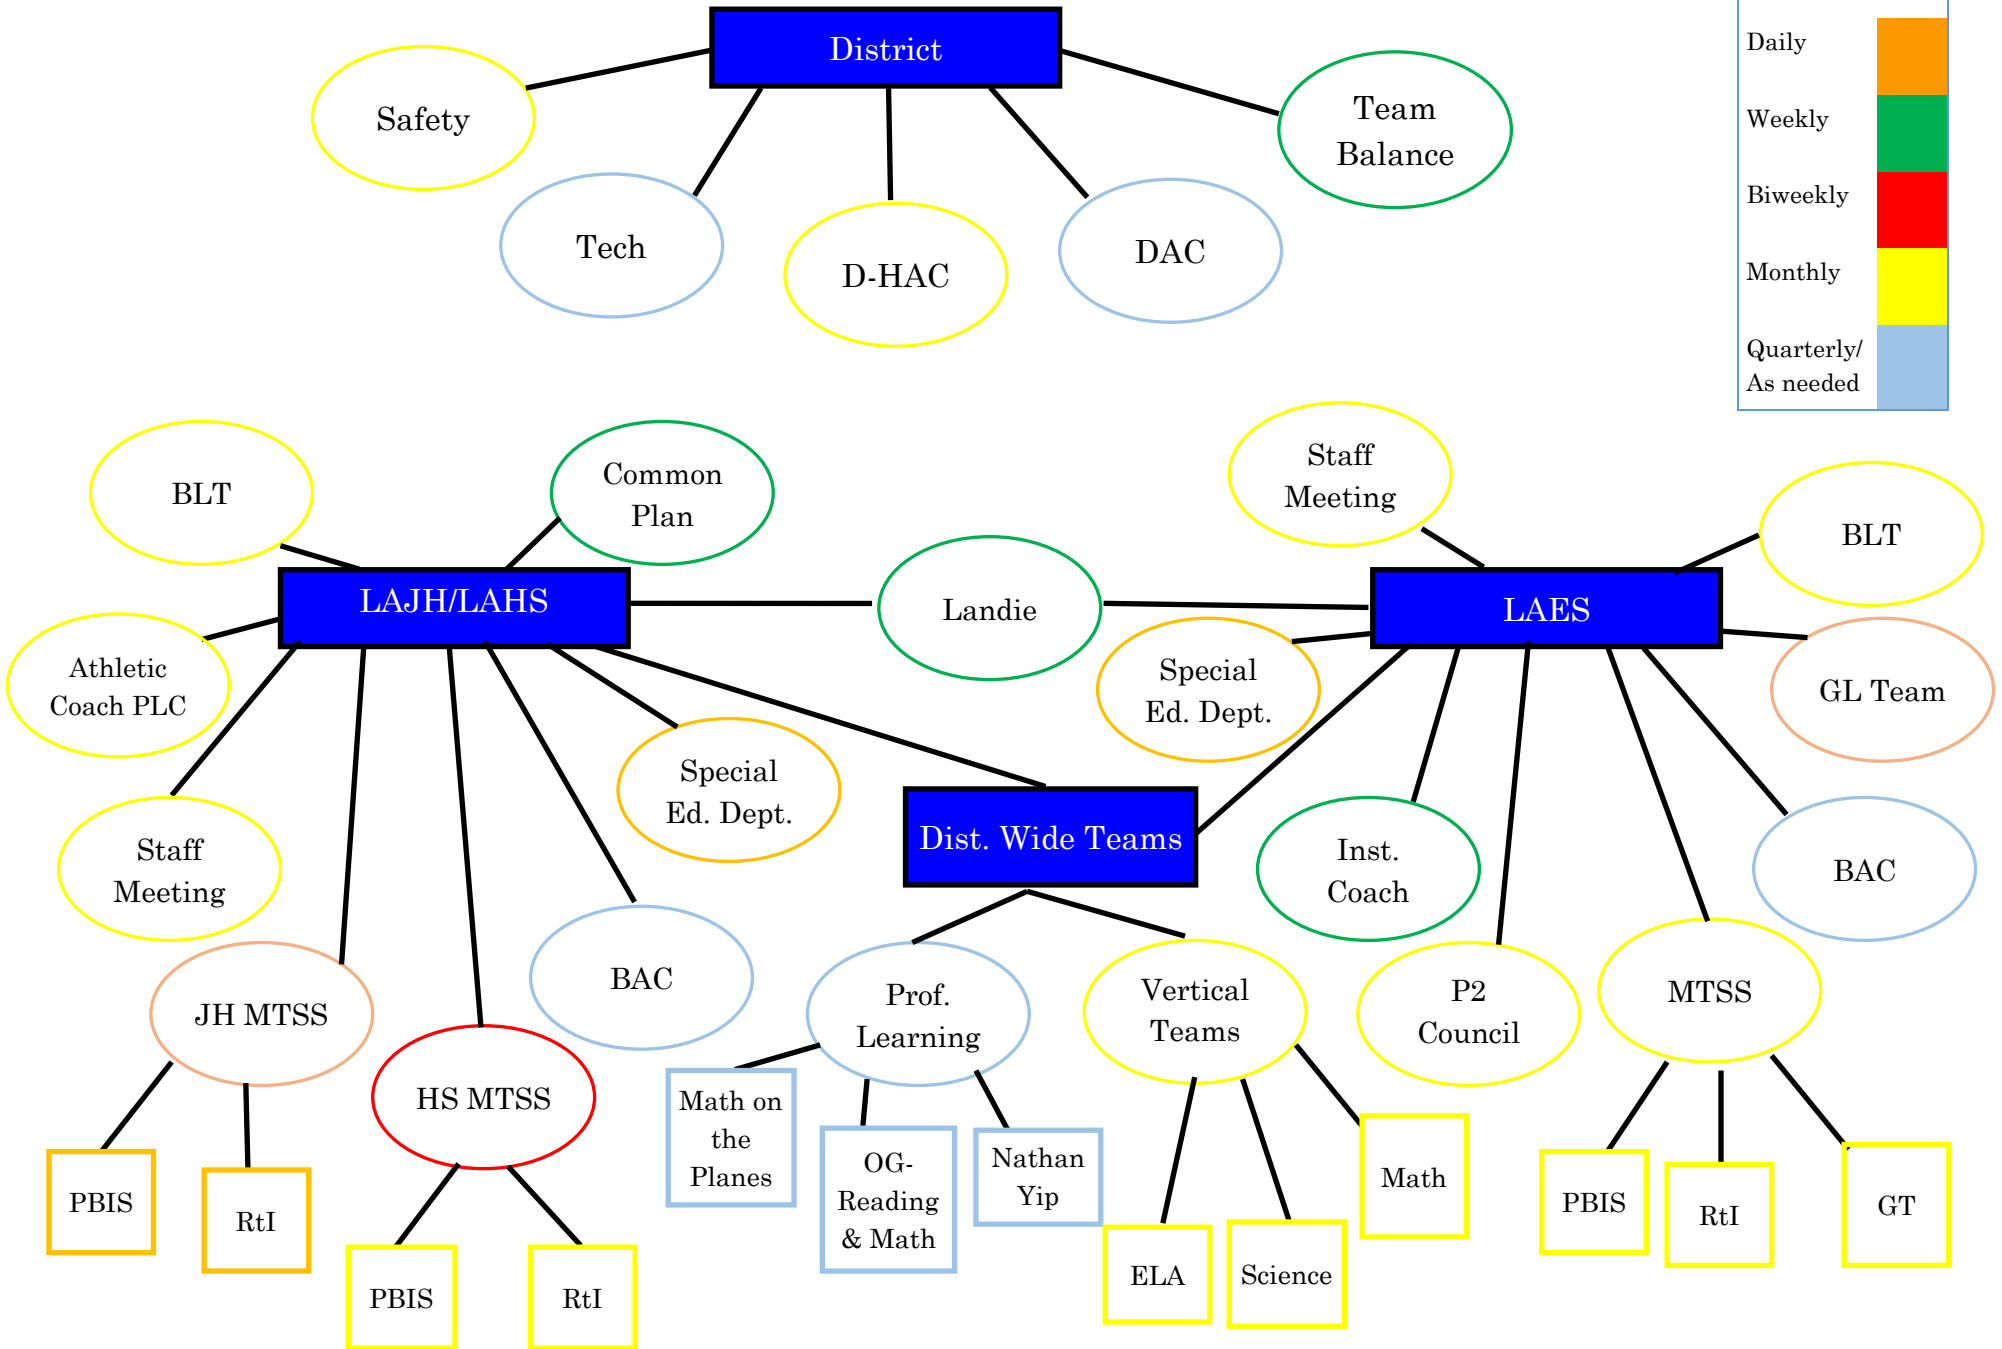 District
Safety
Tech
D-HAC
DAC
Team
Balance
Daily
Weekly
Biweekly
Monthly
Quarterly/
As needed
BLT
Common
Plan
LAJH/LAHS
Athletic
Coach PLC
Staff
Meeting
JH MTSS
PBIS
RtI
HS MTSS
PBIS
RtI
BAC
Special
Ed. Dept.
Landie
Staff
Meeting
BLT
LAES
Special
Ed. Dept.
GL Team
Inst.
Coach
P2
Council
MTSS
BAC
PBIS
RtI
GT
Dist. Wide Teams
Prof.
Learning
Math on
the
Planes
OG-
Reading
& Math
Nathan
Yip
Vertical
Teams
ELA
Science
Math